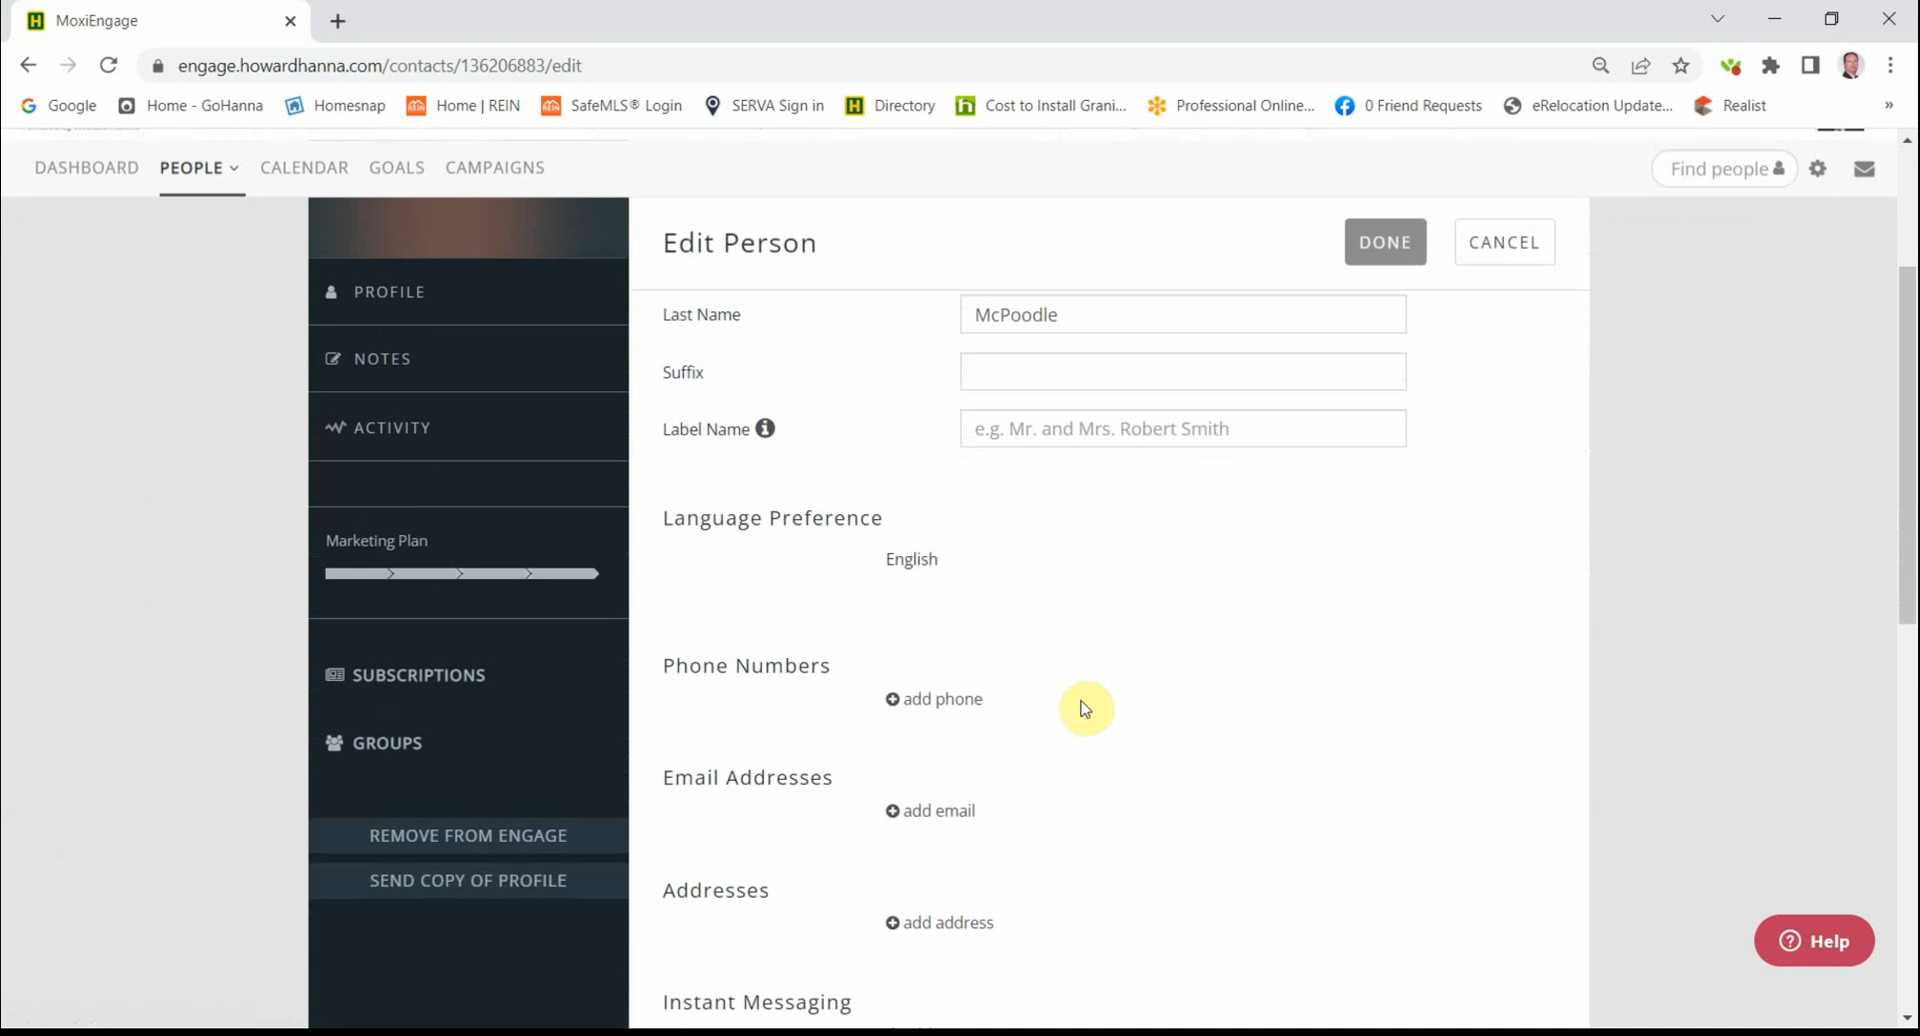 MoxiEngage
engage.howardhanna.com/contacts/136206883/edit
Google Home - GoHanna Homesnap Home | REIN SafeMLS® Login SERVA Sign in Directory Cost to Install Grani... Professional Online... 0 Friend Requests eRelocation Update... Realist »
DASHBOARD PEOPLE CALENDAR GOALS CAMPAIGNS Find people
Edit Person DONE CANCEL
PROFILE
Last Name McPoodle
NOTES
Suffix
ACTIVITY
Label Name e.g. Mr. and Mrs. Robert Smith
Language Preference
Marketing Plan
English
Phone Numbers
SUBSCRIPTIONS
add phone
GROUPS
Email Addresses
add email
REMOVE FROM ENGAGE
SEND COPY OF PROFILE
Addresses
add address
Help
Instant Messaging